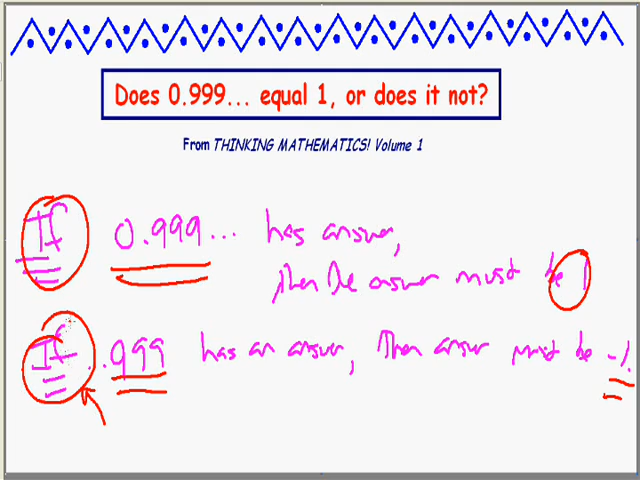 Does 0.999... equal 1, or does it not?
From THINKING MATHEMATICS! Volume 1
If 0.999... has answer,
then the answer must be 1
If ...999 has an answer, then answer must be -1.